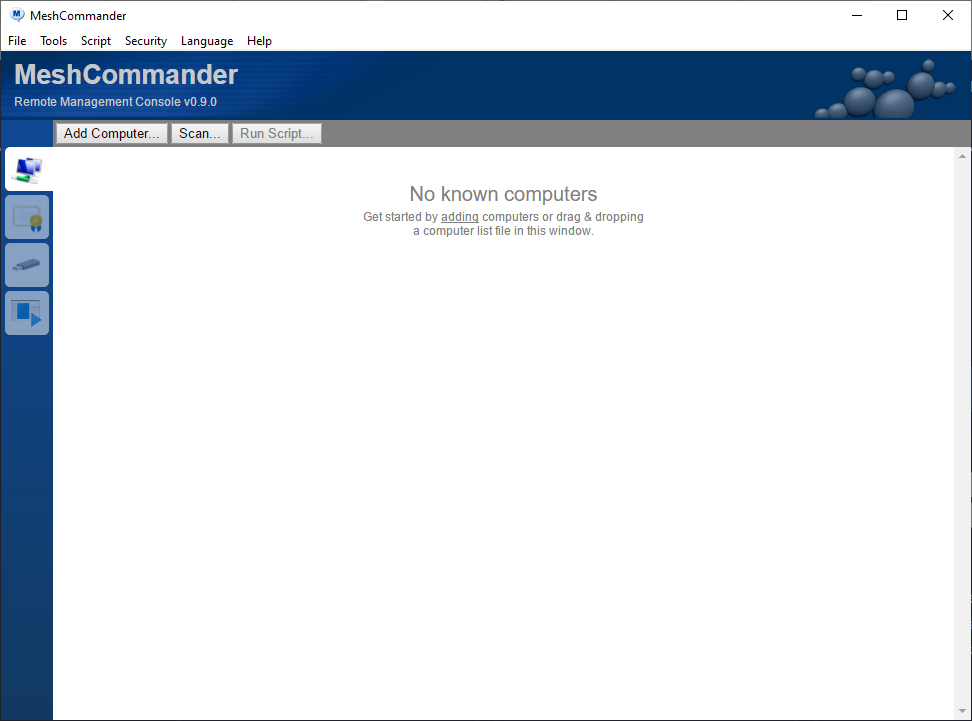 MeshCommander
File Tools Script Security Language Help
MeshCommander
Remote Management Console v0.9.0
Add Computer... Scan... Run Script...
No known computers
Get started by adding computers or drag & dropping
a computer list file in this window.